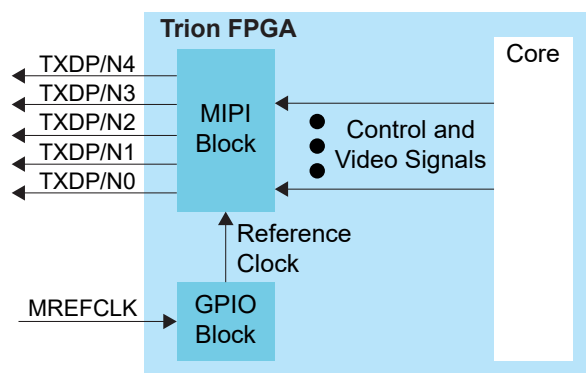 Trion FPGA
Core
TXDP/N4
TXDP/N3
TXDP/N2
TXDP/N1
TXDP/N0
MIPI
Block
Control and
Video Signals
Reference
Clock
MREFCLK
GPIO
Block